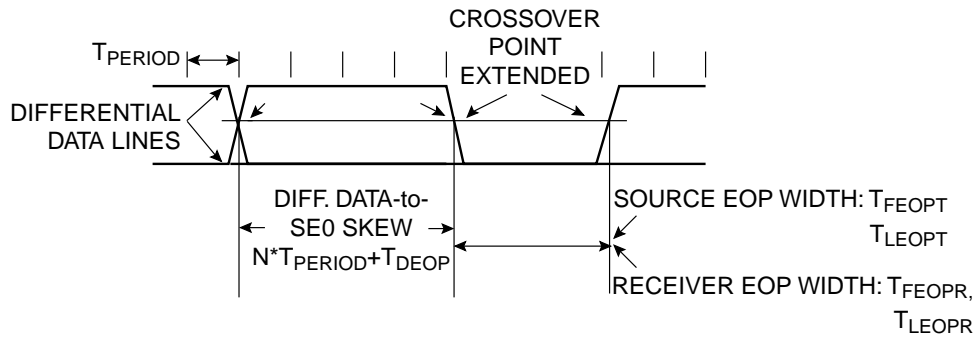 CROSSOVER
POINT
EXTENDED
TPERIOD
DIFFERENTIAL
DATA LINES
DIFF. DATA-to-
SE0 SKEW
N*TPERIOD+TDEOP
SOURCE EOP WIDTH: TFEOPT
TLEOPT
RECEIVER EOP WIDTH: TFEOPR,
TLEOPR